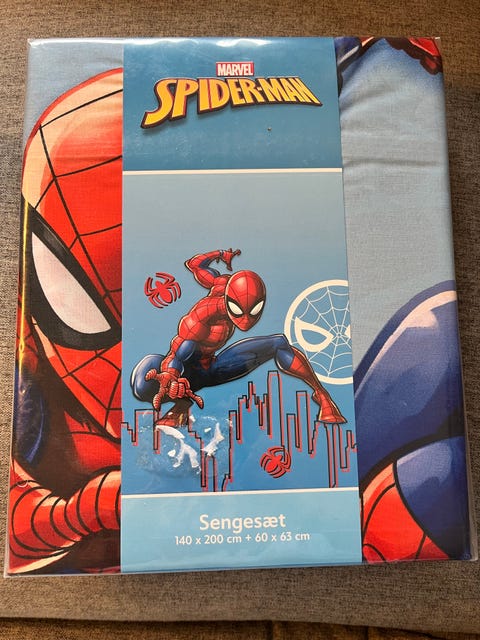 MARVEL
SPIDER-MAN
Sengesæt
140 x 200 cm + 60 x 63 cm